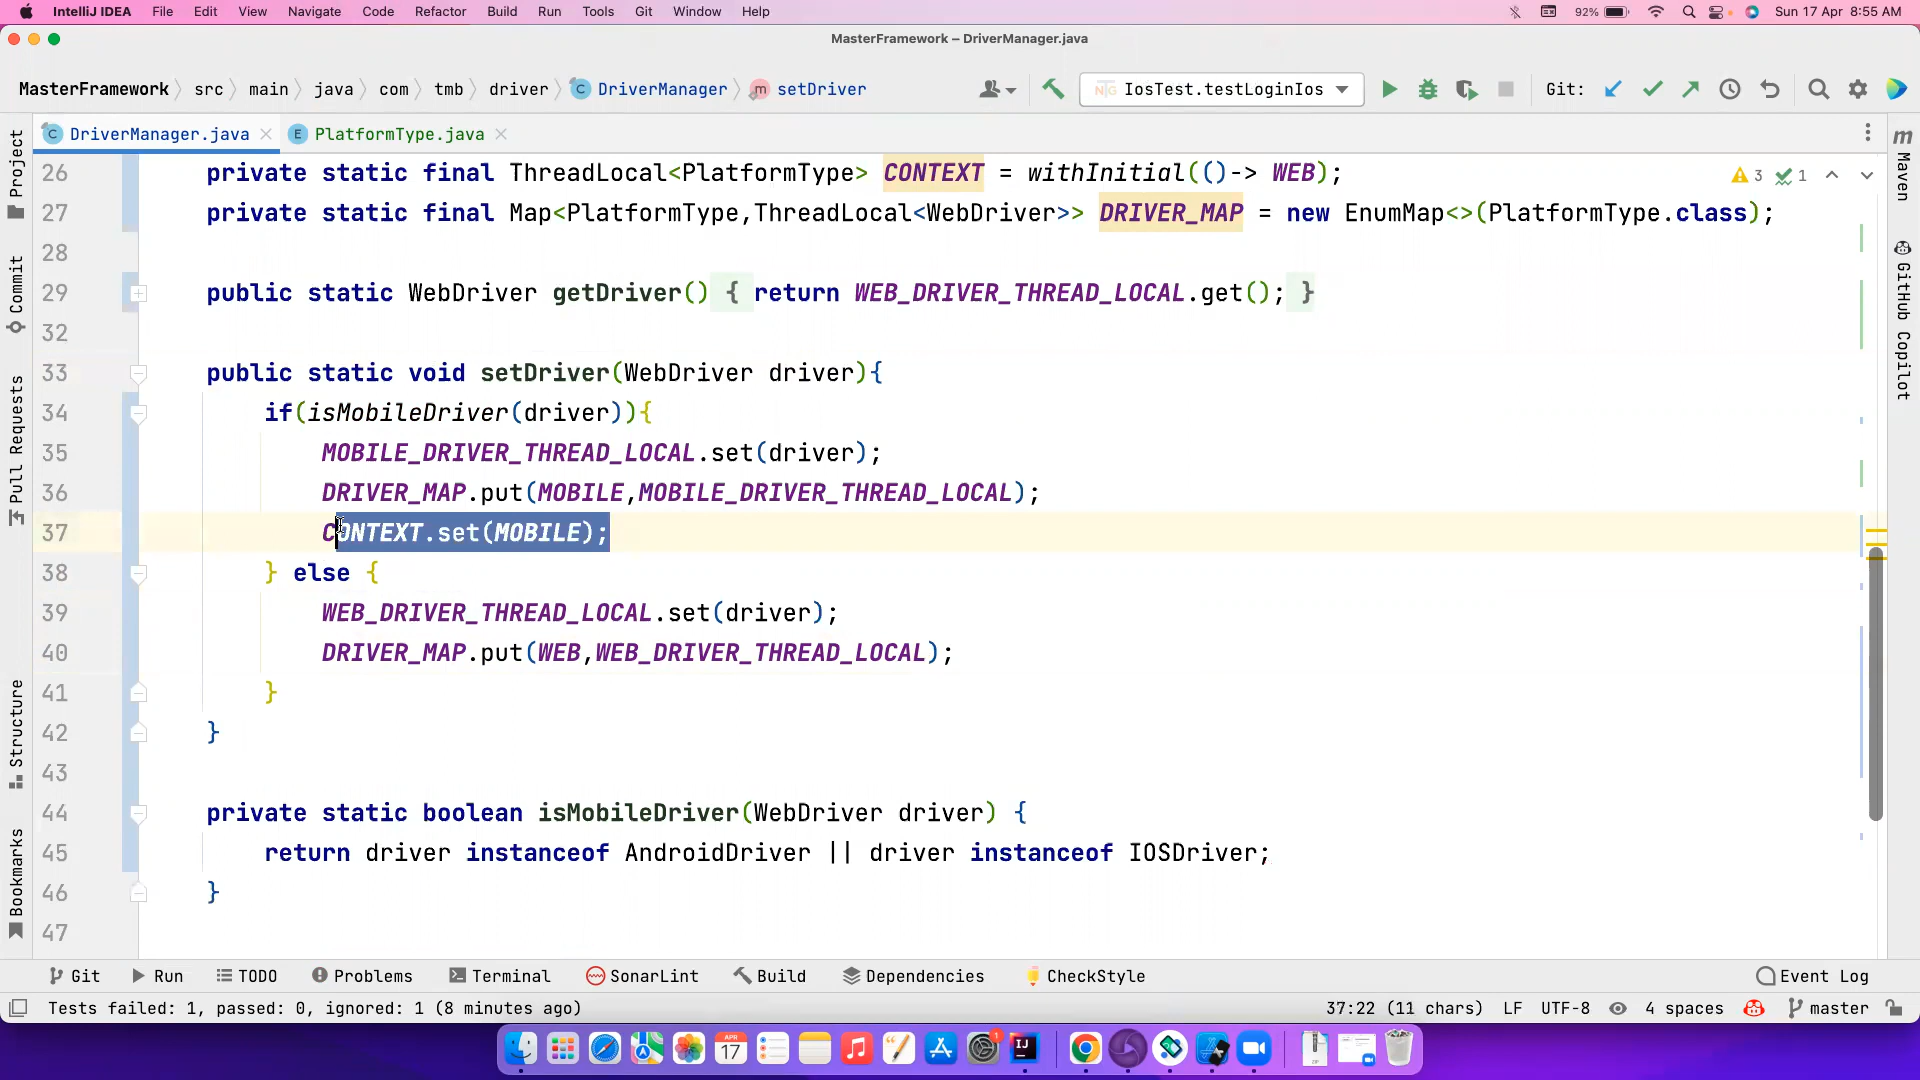 IntelliJ IDEA File Edit View Navigate Code Refactor Build Run Tools Git Window Help 92% Sun 17 Apr 8:55 AM
MasterFramework – DriverManager.java
MasterFramework src main java com tmb driver C DriverManager m setDriver IosTest.testLoginIos Git:
C DriverManager.java E PlatformType.java
26 private static final ThreadLocal<PlatformType> CONTEXT = withInitial(()-> WEB); 3 1
27 private static final Map<PlatformType,ThreadLocal<WebDriver>> DRIVER_MAP = new EnumMap<>(PlatformType.class);
28
29 public static WebDriver getDriver() { return WEB_DRIVER_THREAD_LOCAL.get(); }
32
33 public static void setDriver(WebDriver driver){
34 if(isMobileDriver(driver)){
35 MOBILE_DRIVER_THREAD_LOCAL.set(driver);
36 DRIVER_MAP.put(MOBILE,MOBILE_DRIVER_THREAD_LOCAL);
37 CONTEXT.set(MOBILE);
38 } else {
39 WEB_DRIVER_THREAD_LOCAL.set(driver);
40 DRIVER_MAP.put(WEB,WEB_DRIVER_THREAD_LOCAL);
41 }
42 }
43
44 private static boolean isMobileDriver(WebDriver driver) {
45 return driver instanceof AndroidDriver || driver instanceof IOSDriver;
46 }
47
Project
Commit
Pull Requests
Structure
Bookmarks
m Maven
GitHub Copilot
Git Run TODO Problems Terminal SonarLint Build Dependencies CheckStyle Event Log
Tests failed: 1, passed: 0, ignored: 1 (8 minutes ago) 37:22 (11 chars) LF UTF-8 4 spaces master
APR
17
1
IJ